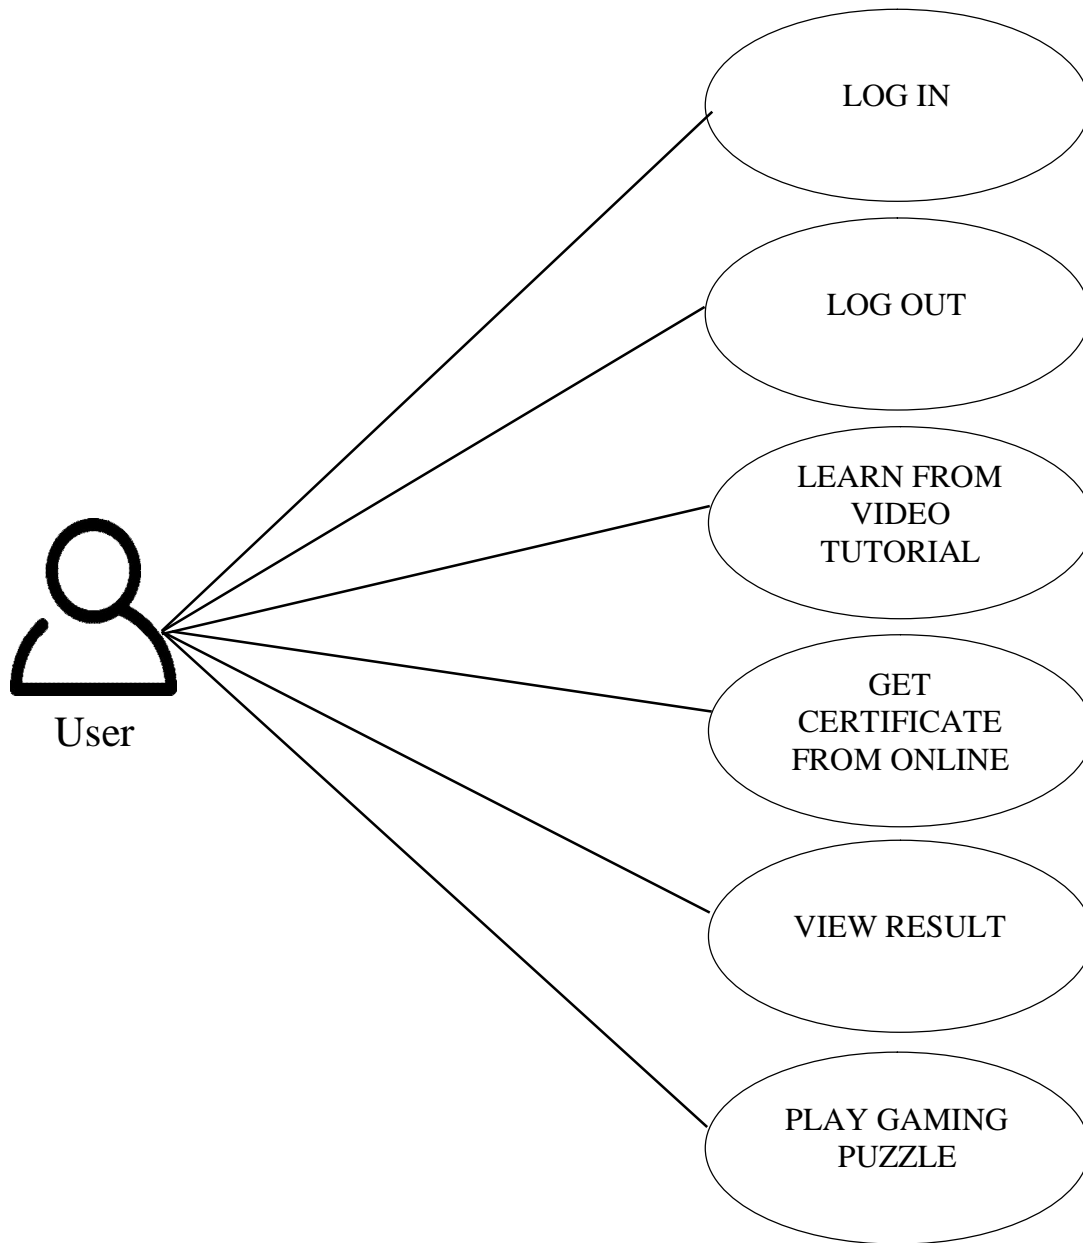 LOG IN
LOG OUT
LEARN FROM
VIDEO
TUTORIAL
User
GET
CERTIFICATE
FROM ONLINE
VIEW RESULT
PLAY GAMING
PUZZLE